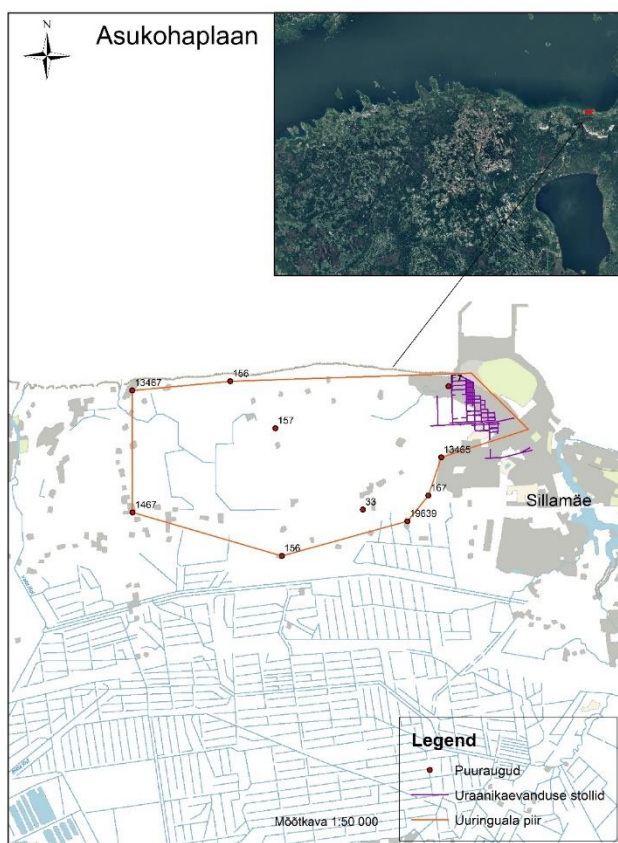 N
Asukohaplaan
156
13467
157
13465
167
33
1467
19639
Sillamäe
156
Legend
Puuraugud
Uraanikaevanduse stollid
Uuringuala piir
Mõõtkava 1:50 000